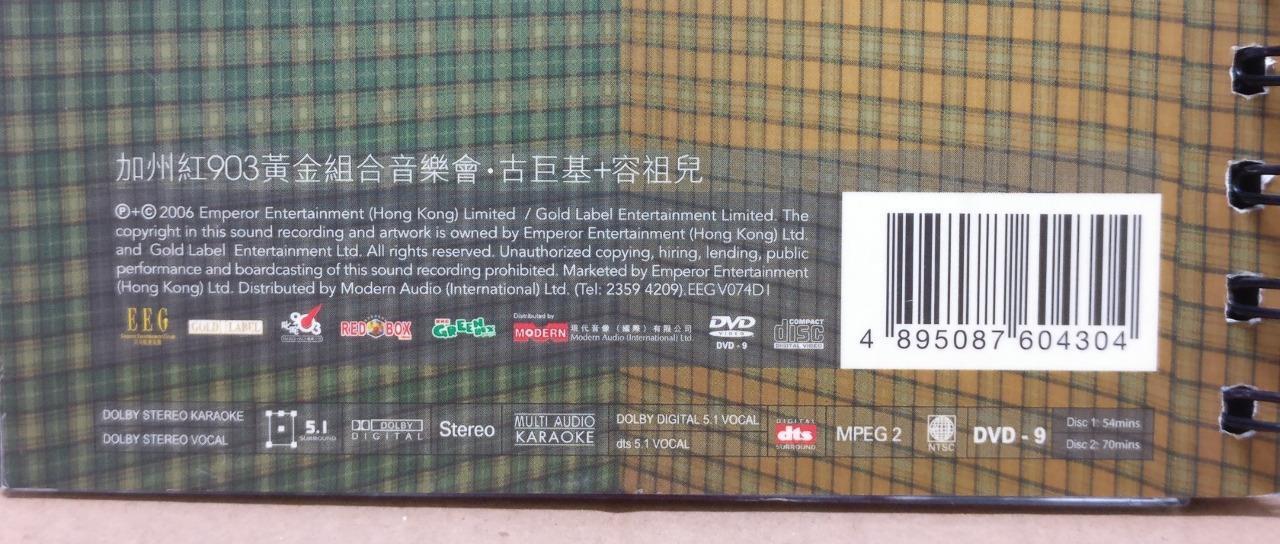 加州紅903黃金組合音樂會·古巨基+容祖兒
℗+© 2006 Emperor Entertainment (Hong Kong) Limited / Gold Label Entertainment Limited. The
copyright in this sound recording and artwork is owned by Emperor Entertainment (Hong Kong) Ltd.
and Gold Label Entertainment Ltd. All rights reserved. Unauthorized copying, hiring, lending, public
performance and boardcasting of this sound recording prohibited. Marketed by Emperor Entertainment
(Hong Kong) Ltd. Distributed by Modern Audio (International) Ltd. (Tel: 2359 4209).EEGV074D1
EEG
GOLD LABEL
903
RED BOX
THE GREEN BOX
Distributed by
MODERN
現代音像（國際）有限公司
Modern Audio (International) Ltd.
DVD
VIDEO
DVD - 9
COMPACT
disc
DIGITAL VIDEO
4 895087 604304
DOLBY STEREO KARAOKE
DOLBY STEREO VOCAL
5.1
SURROUND
DOLBY
DIGITAL
Stereo
MULTI AUDIO
KARAOKE
DOLBY DIGITAL 5.1 VOCAL
dts 5.1 VOCAL
DIGITAL
dts
SURROUND
MPEG 2
NTSC
DVD - 9
Disc 1: 54mins
Disc 2: 70mins